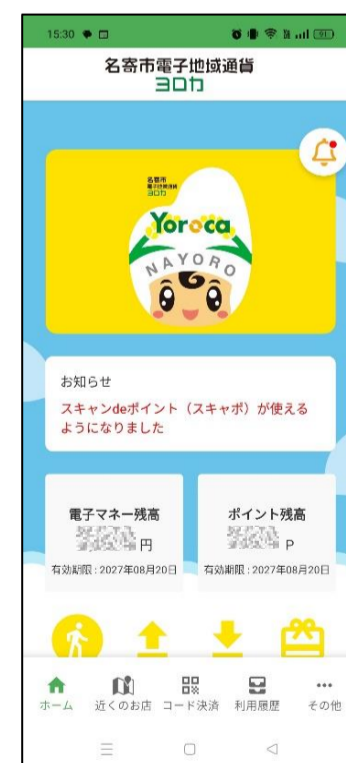 15:30
名寄市電子地域通貨
ヨロカ
名寄市
電子地域通貨
ヨロカ
Yoroca
NAYORO
お知らせ
スキャンdeポイント（スキャポ）が使える
ようになりました
電子マネー残高
円
有効期限:2027年08月20日
ポイント残高
P
有効期限:2027年08月20日
ホーム
近くのお店
コード決済
利用履歴
その他